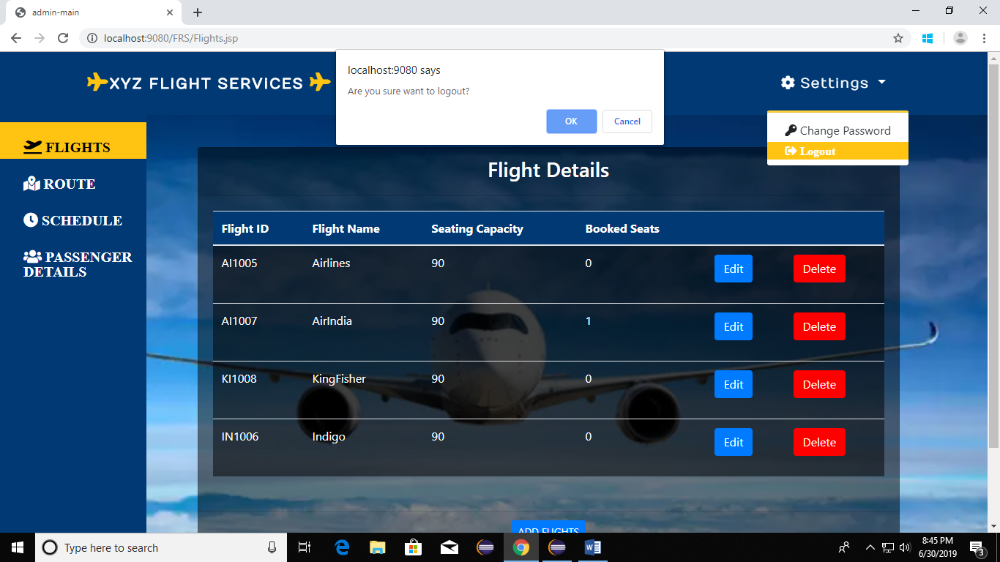 admin-main
localhost:9080/FRS/Flights.jsp
localhost:9080 says
Are you sure want to logout?
OK Cancel
XYZ FLIGHT SERVICES
Settings
Change Password
Logout
FLIGHTS
ROUTE
SCHEDULE
PASSENGER
DETAILS
Flight Details
Flight ID Flight Name Seating Capacity Booked Seats
AI1005 Airlines 90 0 Edit Delete
AI1007 AirIndia 90 1 Edit Delete
KI1008 KingFisher 90 0 Edit Delete
IN1006 Indigo 90 0 Edit Delete
ADD FLIGHTS
Type here to search
8:45 PM
6/30/2019
3